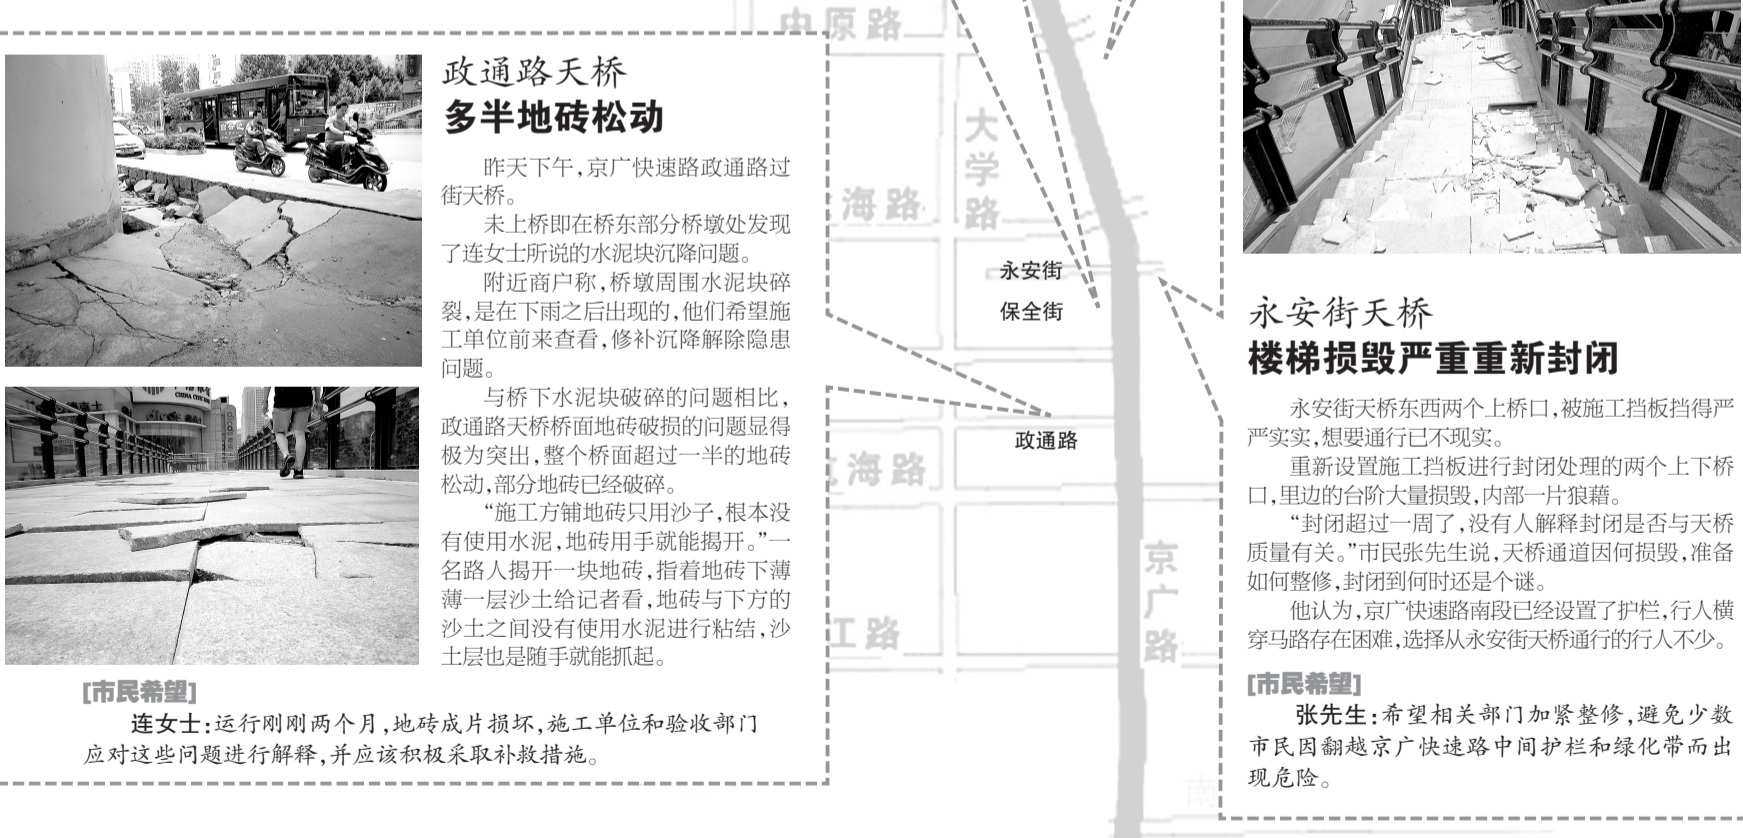 政通路天桥
多半地砖松动
昨天下午,京广快速路政通路过
街天桥。
未上桥即在桥东部分桥墩处发现
了连女士所说的水泥块沉降问题。
附近商户称,桥墩周围水泥块碎
裂,是在下雨之后出现的,他们希望施
工单位前来查看,修补沉降解除隐患
问题。
与桥下水泥块破碎的问题相比,
政通路天桥桥面地砖破损的问题显得
极为突出,整个桥面超过一半的地砖
松动,部分地砖已经破碎。
“施工方铺地砖只用沙子,根本没
有使用水泥,地砖用手就能揭开。”一
名路人揭开一块地砖,指着地砖下薄
薄一层沙土给记者看,地砖与下方的
沙土之间没有使用水泥进行粘结,沙
土层也是随手就能抓起。
[市民希望]
连女士:运行刚刚两个月,地砖成片损坏,施工单位和验收部门
应对这些问题进行解释,并应该积极采取补救措施。
中原路
大学路
海路
永安街
保全街
政通路
海路
京广路
工路
南
永安街天桥
楼梯损毁严重重新封闭
永安街天桥东西两个上桥口,被施工挡板挡得严
严实实,想要通行已不现实。
重新设置施工挡板进行封闭处理的两个上下桥
口,里边的台阶大量损毁,内部一片狼藉。
“封闭超过一周了,没有人解释封闭是否与天桥
质量有关。”市民张先生说,天桥通道因何损毁,准备
如何整修,封闭到何时还是个谜。
他认为,京广快速路南段已经设置了护栏,行人横
穿马路存在困难,选择从永安街天桥通行的行人不少。
[市民希望]
张先生:希望相关部门加紧整修,避免少数
市民因翻越京广快速路中间护栏和绿化带而出
现危险。